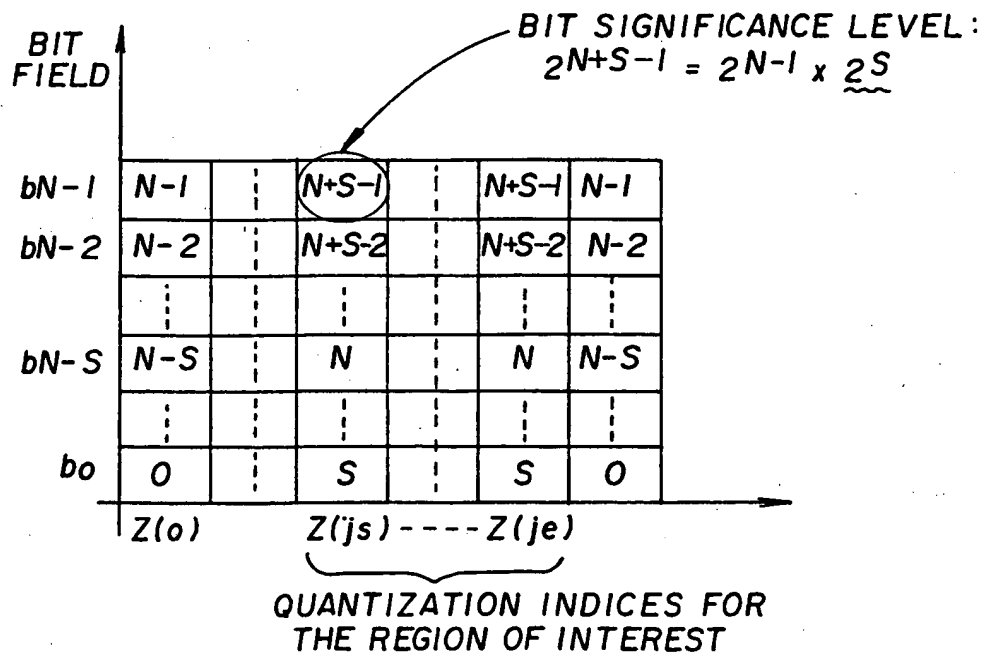 BIT SIGNIFICANCE LEVEL:
2N+S-1 = 2N-1 x 2S
BIT
FIELD
bN-1 N-1 N+S-1 N+S-1 N-1
bN-2 N-2 N+S-2 N+S-2 N-2
bN-S N-S N N N-S
bo O S S O
Z(o) Z(js) ---- Z(je)
QUANTIZATION INDICES FOR
THE REGION OF INTEREST